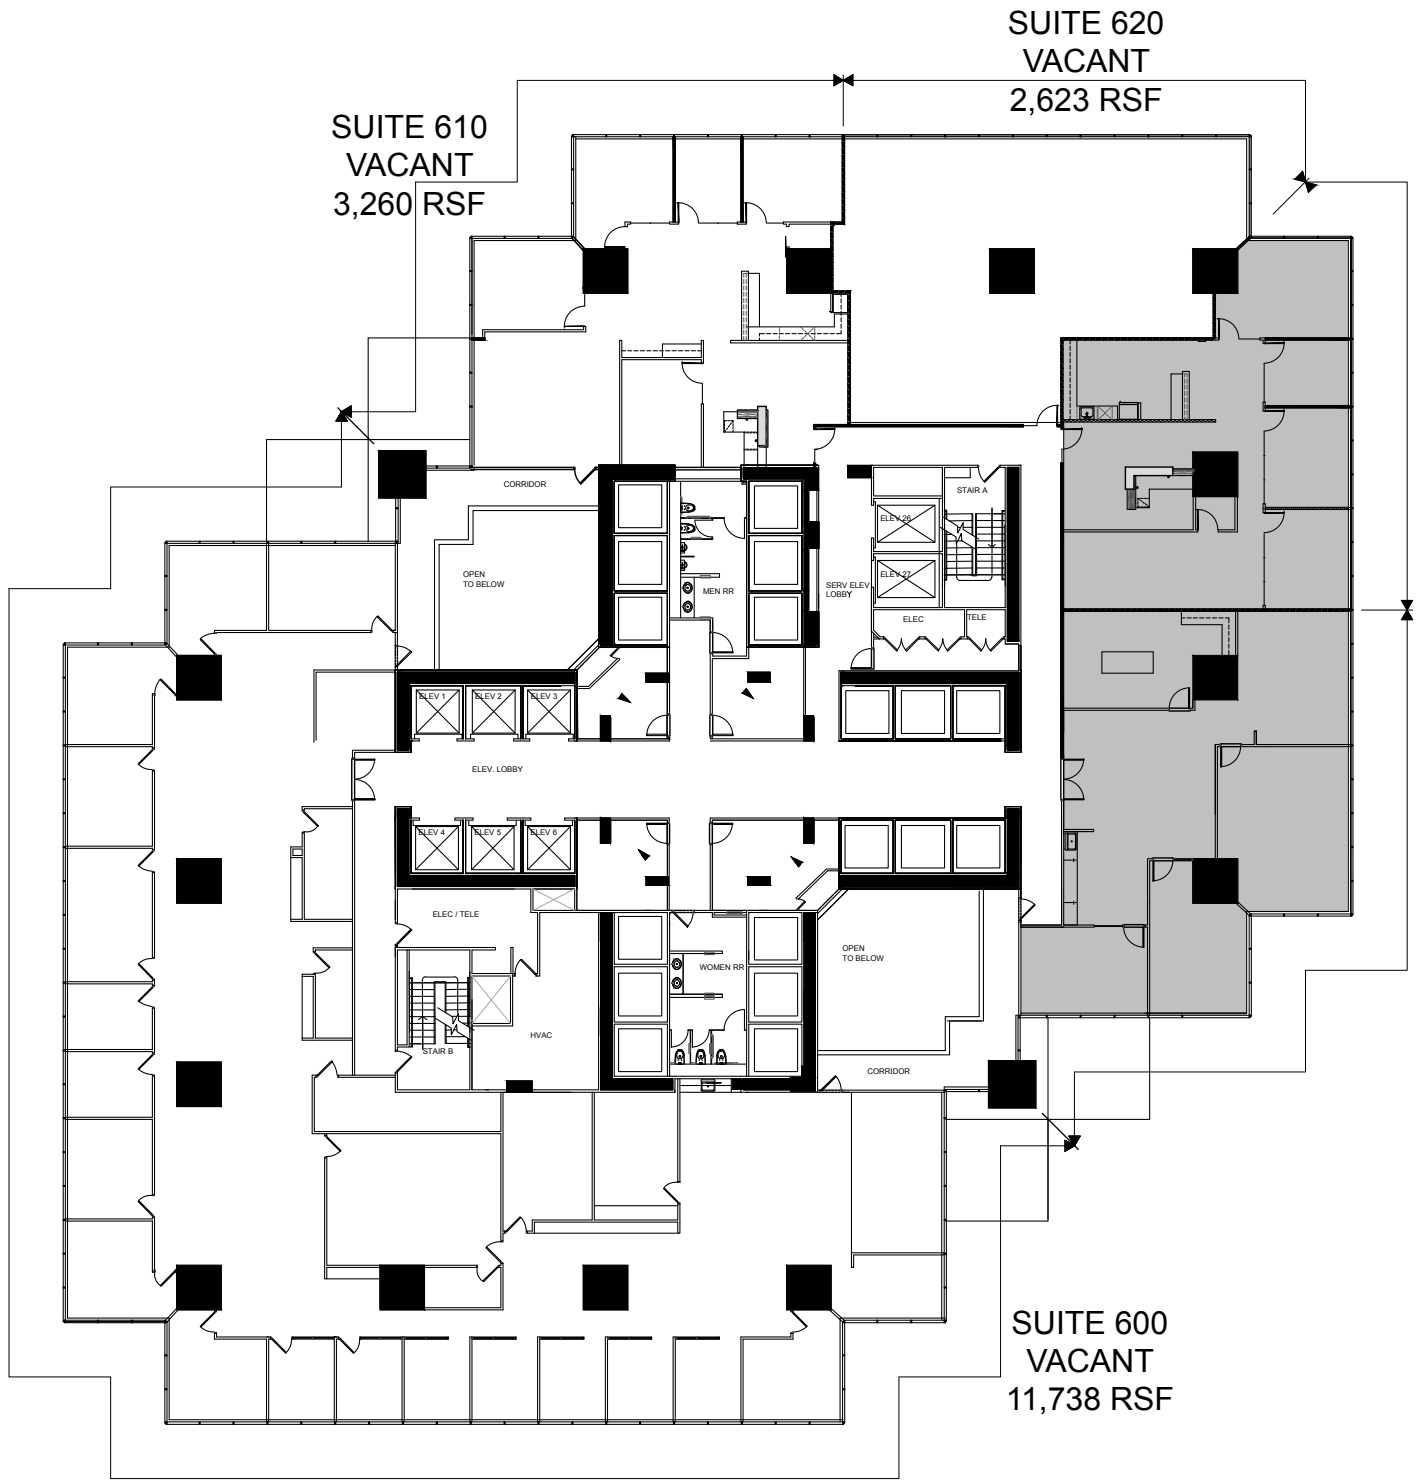 SUITE 620
VACANT
2,623 RSF
SUITE 610
VACANT
3,260 RSF
CORRIDOR
STAIR A
ELEV 26
OPEN
TO BELOW
MEN RR
ELEV 27
SERV ELEV
LOBBY
ELEC
TELE
ELEV 1
ELEV 2
ELEV 3
ELEV. LOBBY
ELEV 4
ELEV 5
ELEV 6
ELEC / TELE
OPEN
TO BELOW
WOMEN RR
HVAC
STAIR B
CORRIDOR
SUITE 600
VACANT
11,738 RSF